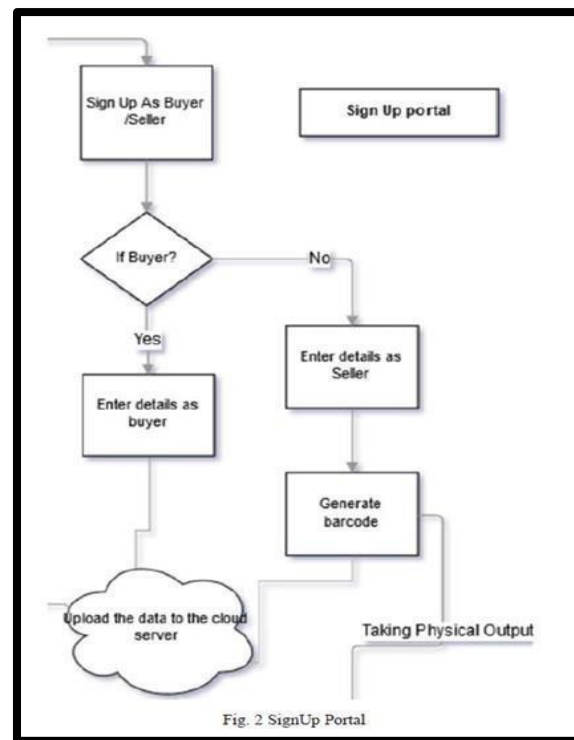 Sign Up As Buyer
/Seller
Sign Up portal
If Buyer?
No
Yes
Enter details as
Seller
Enter details as
buyer
Generate
barcode
Upload the data to the cloud
server
Taking Physical Output
Fig. 2 SignUp Portal